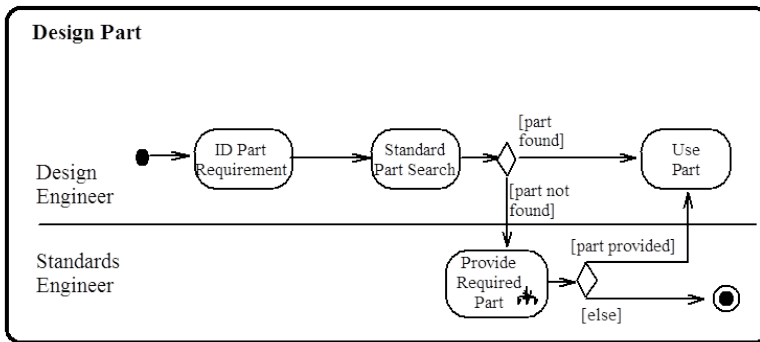 Design Part
[part
found]
ID Part
Requirement
Standard
Part Search
Use
Part
Design
Engineer
[part not
found]
Standards
Engineer
Provide
Required
Part
[part provided]
[else]